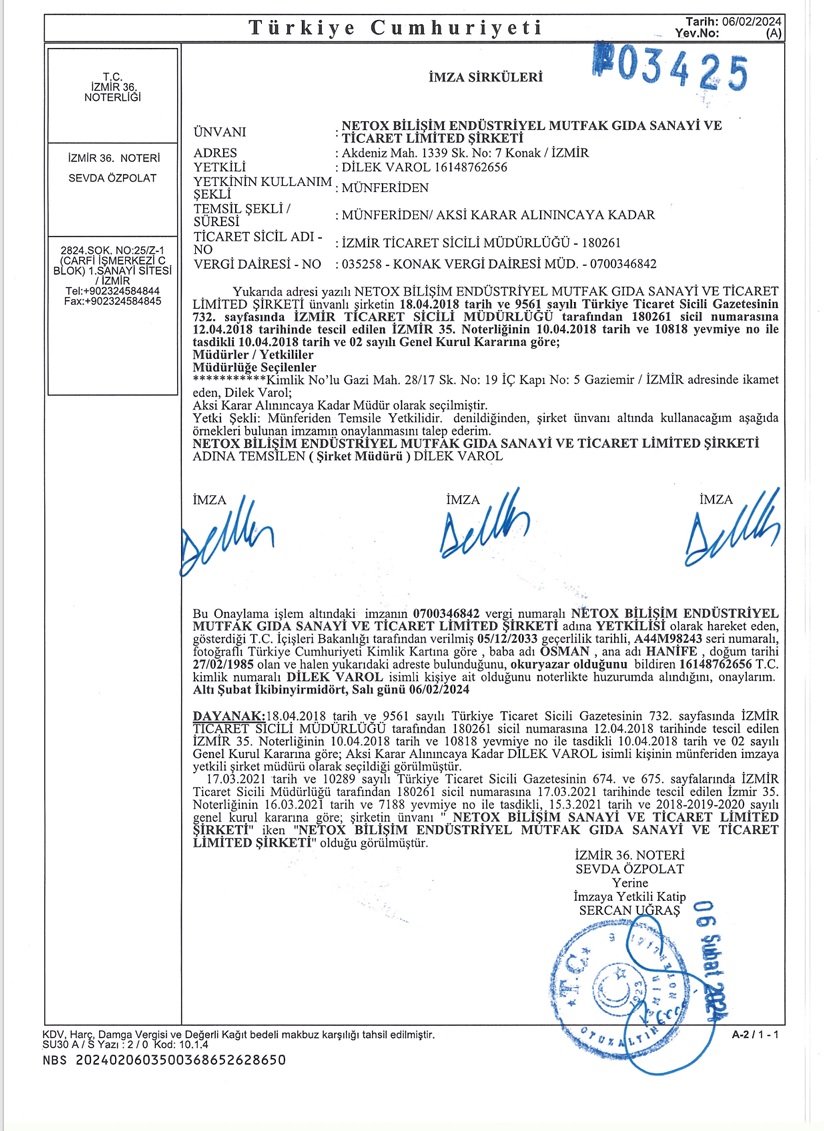 Türkiye Cumhuriyeti
Tarih: 06/02/2024
Yev.No: (A)
03425
T.C.
İZMİR 36.
NOTERLİĞİ
İZMİR 36. NOTERİ
SEVDA ÖZPOLAT
2824.SOK. NO:25/Z-1
(CARFİ İŞMERKEZİ C
BLOK) 1.SANAYİ SİTESİ
/ İZMİR
Tel:+902324584844
Fax:+902324584845
İMZA SİRKÜLERİ
ÜNVANI : NETOX BİLİŞİM ENDÜSTRİYEL MUTFAK GIDA SANAYİ VE
TİCARET LİMİTED ŞİRKETİ
ADRES : Akdeniz Mah. 1339 Sk. No: 7 Konak / İZMİR
YETKİLİ : DİLEK VAROL 16148762656
YETKİNİN KULLANIM
ŞEKLİ : MÜNFERİDEN
TEMSİL ŞEKLİ /
SÜRESİ : MÜNFERİDEN/ AKSİ KARAR ALININCAYA KADAR
TİCARET SİCİL ADI -
NO : İZMİR TİCARET SİCİLİ MÜDÜRLÜĞÜ - 180261
VERGİ DAİRESİ - NO : 035258 - KONAK VERGİ DAİRESİ MÜD. - 0700346842
Yukarıda adresi yazılı NETOX BİLİŞİM ENDÜSTRİYEL MUTFAK GIDA SANAYİ VE TİCARET
LİMİTED ŞİRKETİ ünvanlı şirketin 18.04.2018 tarih ve 9561 sayılı Türkiye Ticaret Sicili Gazetesinin
732. sayfasında İZMİR TİCARET SİCİLİ MÜDÜRLÜĞÜ tarafından 180261 sicil numarasına
12.04.2018 tarihinde tescil edilen İZMİR 35. Noterliğinin 10.04.2018 tarih ve 10818 yevmiye no ile
tasdikli 10.04.2018 tarih ve 02 sayılı Genel Kurul Kararına göre;
Müdürler / Yetkililer
Müdürlüğe Seçilenler
***********Kimlik No'lu Gazi Mah. 28/17 Sk. No: 19 İÇ Kapı No: 5 Gaziemir / İZMİR adresinde ikamet
eden, Dilek Varol;
Aksi Karar Alınıncaya Kadar Müdür olarak seçilmiştir.
Yetki Şekli: Münferiden Temsile Yetkilidir. denildiğinden, şirket ünvanı altında kullanacağım aşağıda
örnekleri bulunan imzamın onaylanmasını talep ederim.
NETOX BİLİŞİM ENDÜSTRİYEL MUTFAK GIDA SANAYİ VE TİCARET LİMİTED ŞİRKETİ
ADINA TEMSİLEN ( Şirket Müdürü ) DİLEK VAROL
İMZA İMZA İMZA
Bu Onaylama işlem altındaki imzanın 0700346842 vergi numaralı NETOX BİLİŞİM ENDÜSTRİYEL
MUTFAK GIDA SANAYİ VE TİCARET LİMİTED ŞİRKETİ adına YETKİLİSİ olarak hareket eden,
gösterdiği T.C. İçişleri Bakanlığı tarafından verilmiş 05/12/2033 geçerlilik tarihli, A44M98243 seri numaralı,
fotoğraflı Türkiye Cumhuriyeti Kimlik Kartına göre , baba adı OSMAN , ana adı HANİFE , doğum tarihi
27/02/1985 olan ve halen yukarıdaki adreste bulunduğunu, okuryazar olduğunu bildiren 16148762656 T.C.
kimlik numaralı DİLEK VAROL isimli kişiye ait olduğunu noterlikte huzurumda alındığını, onaylarım.
Altı Şubat İkibinyirmidört, Salı günü 06/02/2024
DAYANAK:18.04.2018 tarih ve 9561 sayılı Türkiye Ticaret Sicili Gazetesinin 732. sayfasında İZMİR
TİCARET SİCİLİ MÜDÜRLÜĞÜ tarafından 180261 sicil numarasına 12.04.2018 tarihinde tescil edilen
İZMİR 35. Noterliğinin 10.04.2018 tarih ve 10818 yevmiye no ile tasdikli 10.04.2018 tarih ve 02 sayılı
Genel Kurul Kararına göre; Aksi Karar Alınıncaya Kadar DİLEK VAROL isimli kişinin münferiden imzaya
yetkili şirket müdürü olarak seçildiği görülmüştür.
17.03.2021 tarih ve 10289 sayılı Türkiye Ticaret Sicili Gazetesinin 674. ve 675. sayfalarında İZMİR
Ticaret Sicili Müdürlüğü tarafından 180261 sicil numarasına 17.03.2021 tarihinde tescil edilen İzmir 35.
Noterliğinin 16.03.2021 tarih ve 7188 yevmiye no ile tasdikli, 15.3.2021 tarih ve 2018-2019-2020 sayılı
genel kurul kararına göre; şirketin ünvanı " NETOX BİLİŞİM SANAYİ VE TİCARET LİMİTED
ŞİRKETİ" iken "NETOX BİLİŞİM ENDÜSTRİYEL MUTFAK GIDA SANAYİ VE TİCARET
LİMİTED ŞİRKETİ" olduğu görülmüştür.
İZMİR 36. NOTERİ
SEVDA ÖZPOLAT
Yerine
İmzaya Yetkili Katip
SERCAN UĞRAŞ
06 Şubat 2024
T.C.
1923
KDV, Harç, Damga Vergisi ve Değerli Kağıt bedeli makbuz karşılığı tahsil edilmiştir.
SU30 A / S Yazı : 2 / 0 Kod: 10.1.4
A-2 / 1 - 1
NBS 2024020603500368652628650